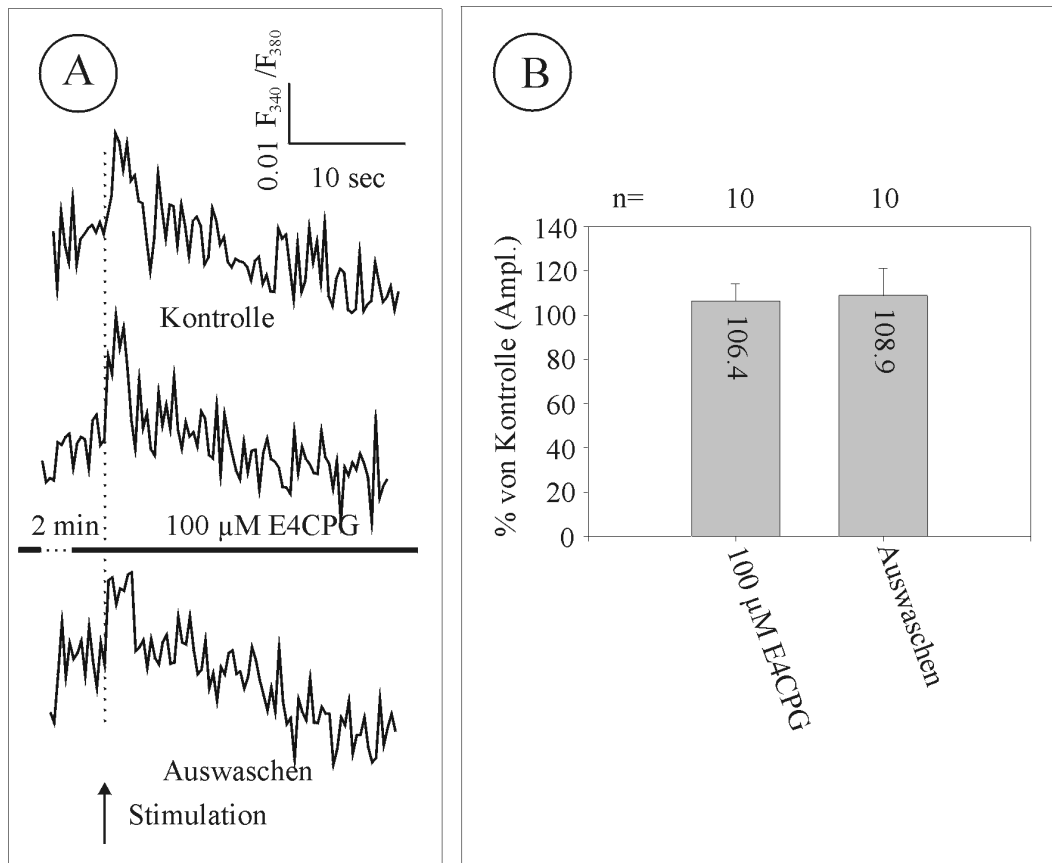 A
0.01 F340 /F380
10 sec
Kontrolle
2 min
100 µM E4CPG
Auswaschen
Stimulation
B
n= 10 10
% von Kontrolle (Ampl.)
140
120
100
80
60
40
20
0
106.4
108.9
100 µM E4CPG
Auswaschen